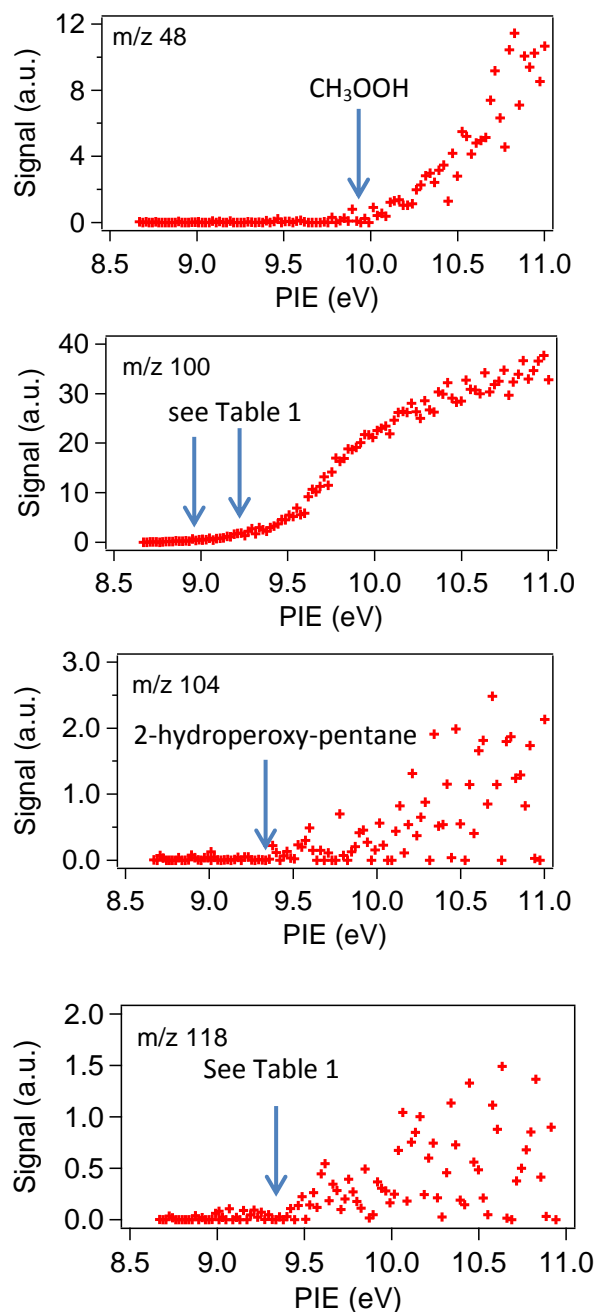 12
m/z 48
CH₃OOH
8
4
0
Signal (a.u.)
8.5 9.0 9.5 10.0 10.5 11.0
PIE (eV)
40
m/z 100
30
see Table 1
20
10
0
Signal (a.u.)
8.5 9.0 9.5 10.0 10.5 11.0
PIE (eV)
3.0
m/z 104
2.0
2-hydroperoxy-pentane
1.0
0.0
Signal (a.u.)
8.5 9.0 9.5 10.0 10.5 11.0
PIE (eV)
2.0
m/z 118
See Table 1
1.5
1.0
0.5
0.0
Signal (a.u.)
8.5 9.0 9.5 10.0 10.5 11.0
PIE (eV)